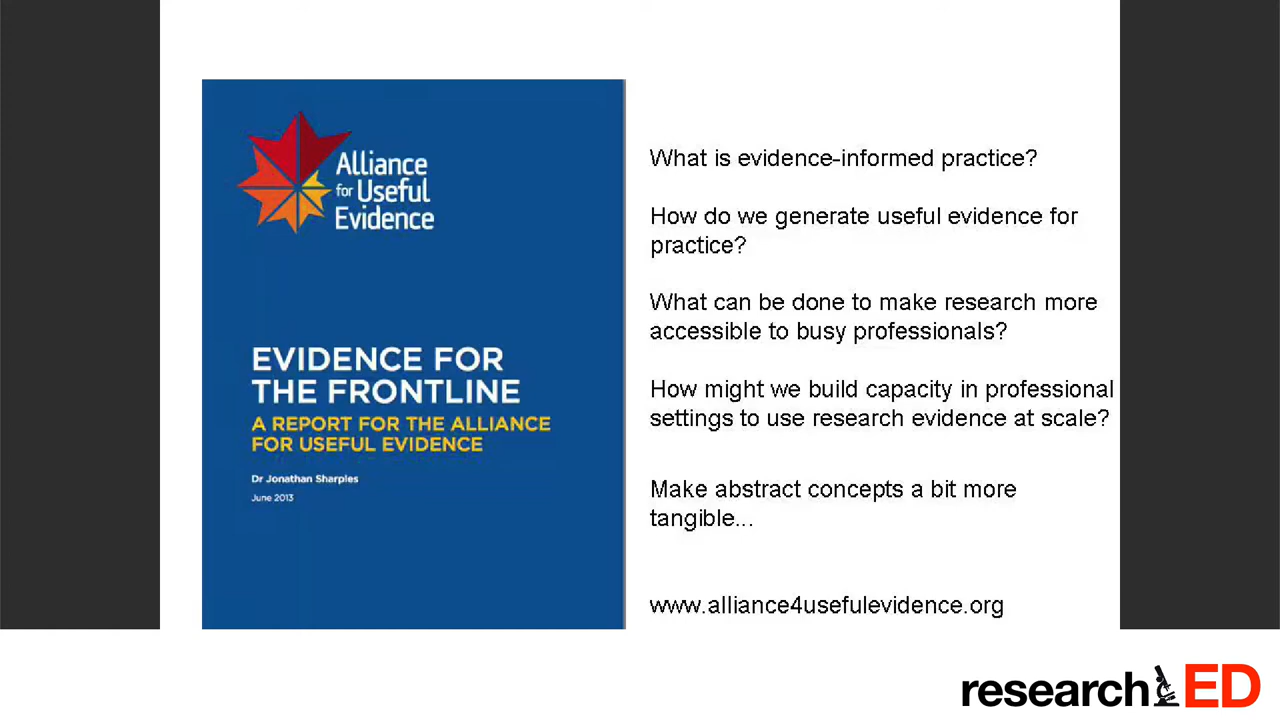 Alliance
for Useful
Evidence
EVIDENCE FOR
THE FRONTLINE
A REPORT FOR THE ALLIANCE
FOR USEFUL EVIDENCE
Dr Jonathan Sharples
June 2013
What is evidence-informed practice?
How do we generate useful evidence for
practice?
What can be done to make research more
accessible to busy professionals?
How might we build capacity in professional
settings to use research evidence at scale?
Make abstract concepts a bit more
tangible...
www.alliance4usefulevidence.org
researchED